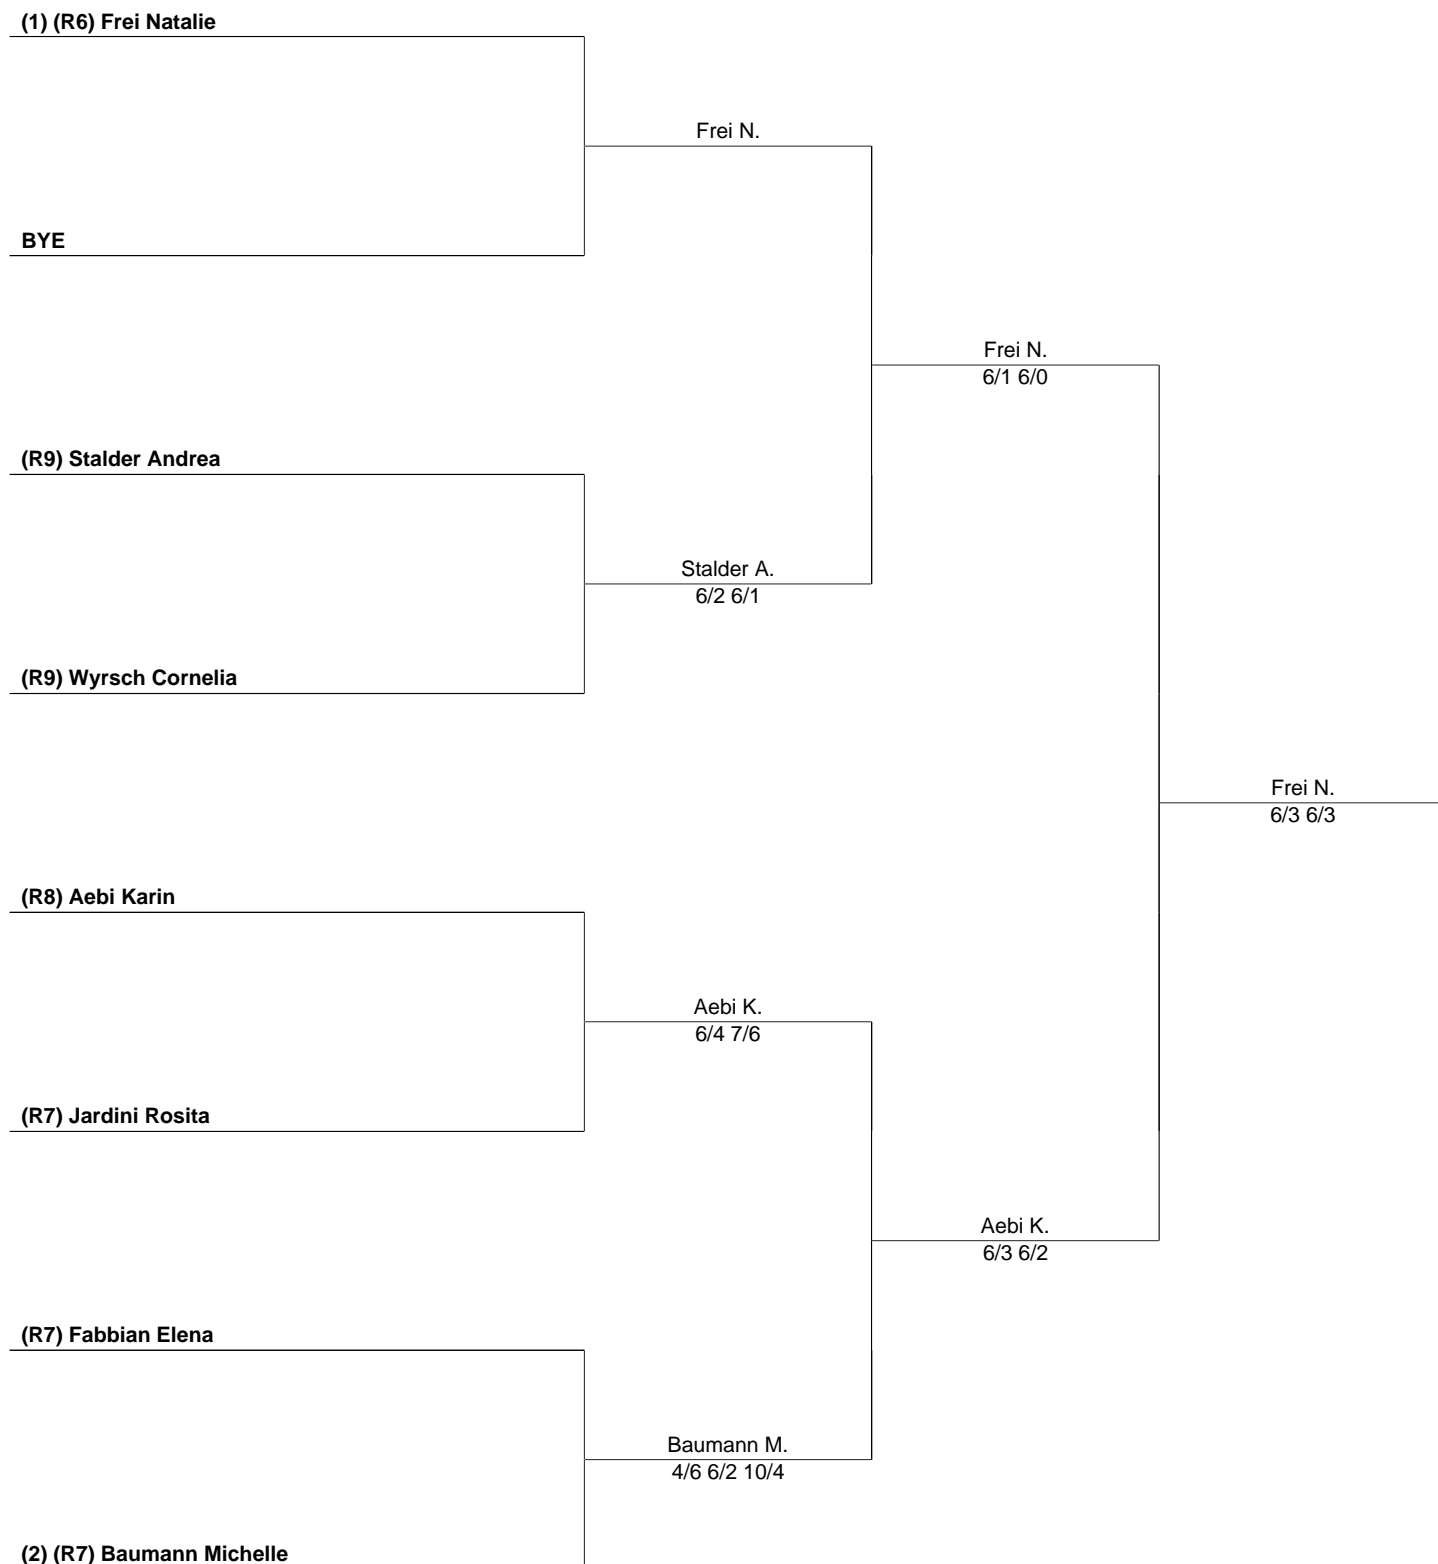 (1) (R6) Frei Natalie
Frei N.
BYE
Frei N.
6/1 6/0
(R9) Stalder Andrea
Stalder A.
6/2 6/1
(R9) Wyrsch Cornelia
Frei N.
6/3 6/3
(R8) Aebi Karin
Aebi K.
6/4 7/6
(R7) Jardini Rosita
Aebi K.
6/3 6/2
(R7) Fabbian Elena
Baumann M.
4/6 6/2 10/4
(2) (R7) Baumann Michelle